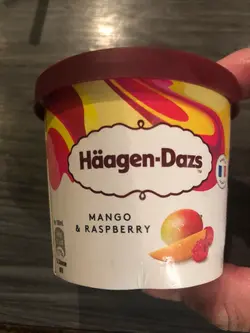 Häagen-Dazs
MANGO
& RASPBERRY